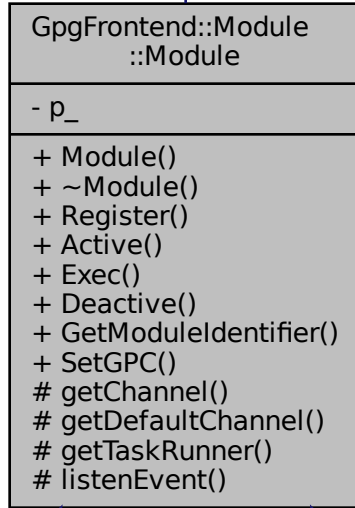 GpgFrontend::Module
::Module
- p_
+ Module()
+ ~Module()
+ Register()
+ Active()
+ Exec()
+ Deactive()
+ GetModuleIdentifier()
+ SetGPC()
# getChannel()
# getDefaultChannel()
# getTaskRunner()
# listenEvent()